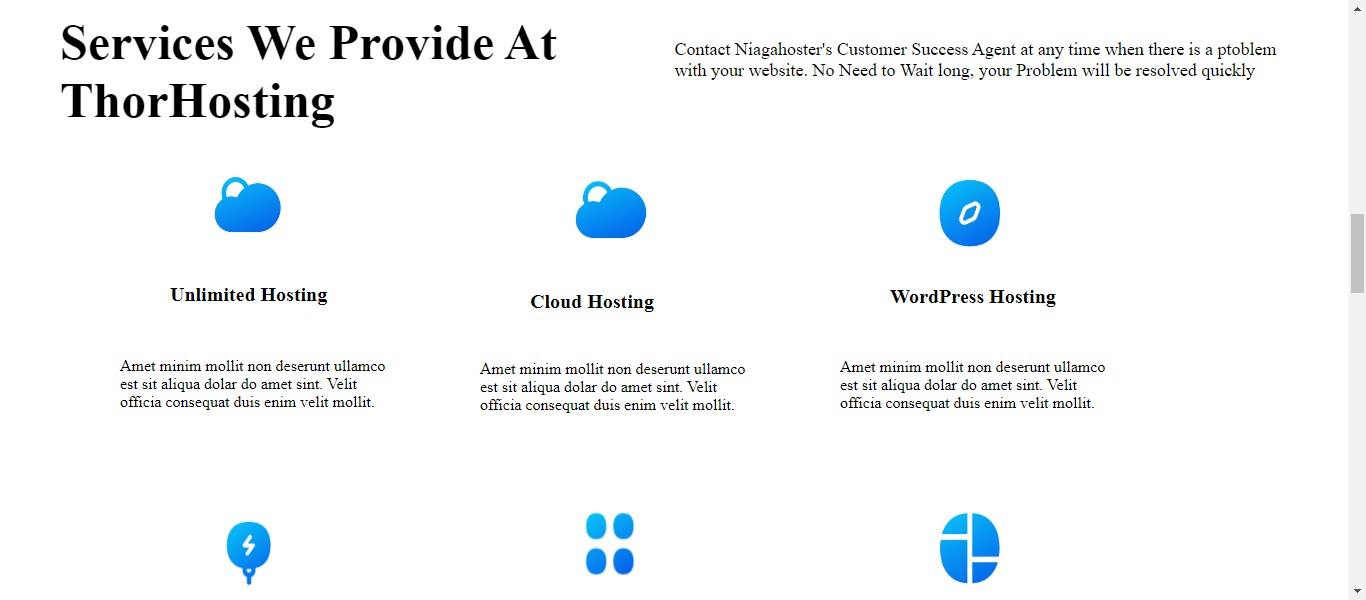 Services We Provide At
ThorHosting
Contact Niagahoster's Customer Success Agent at any time when there is a ptoblem
with your website. No Need to Wait long, your Problem will be resolved quickly
Unlimited Hosting
Amet minim mollit non deserunt ullamco
est sit aliqua dolar do amet sint. Velit
officia consequat duis enim velit mollit.
Cloud Hosting
Amet minim mollit non deserunt ullamco
est sit aliqua dolar do amet sint. Velit
officia consequat duis enim velit mollit.
WordPress Hosting
Amet minim mollit non deserunt ullamco
est sit aliqua dolar do amet sint. Velit
officia consequat duis enim velit mollit.